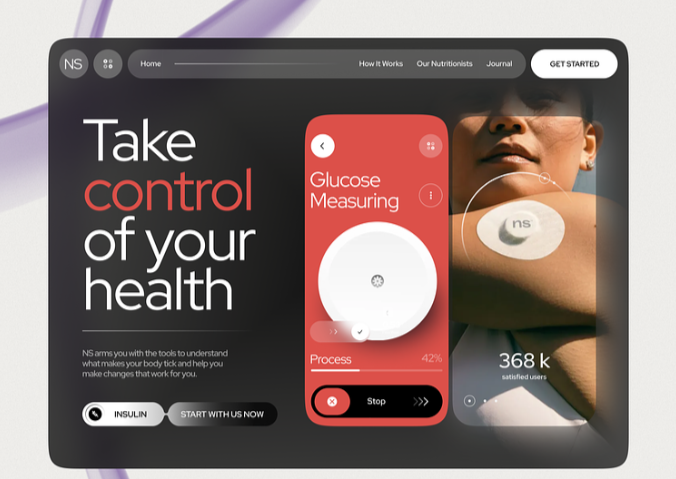 NS
Home
How It Works
Our Nutritionists
Journal
GET STARTED
Take
control
of your
health
NS arms you with the tools to understand
what makes your body tick and help you
make changes that work for you.
INSULIN
START WITH US NOW
Glucose
Measuring
Process
42%
Stop
ns
368 k
satisfied users